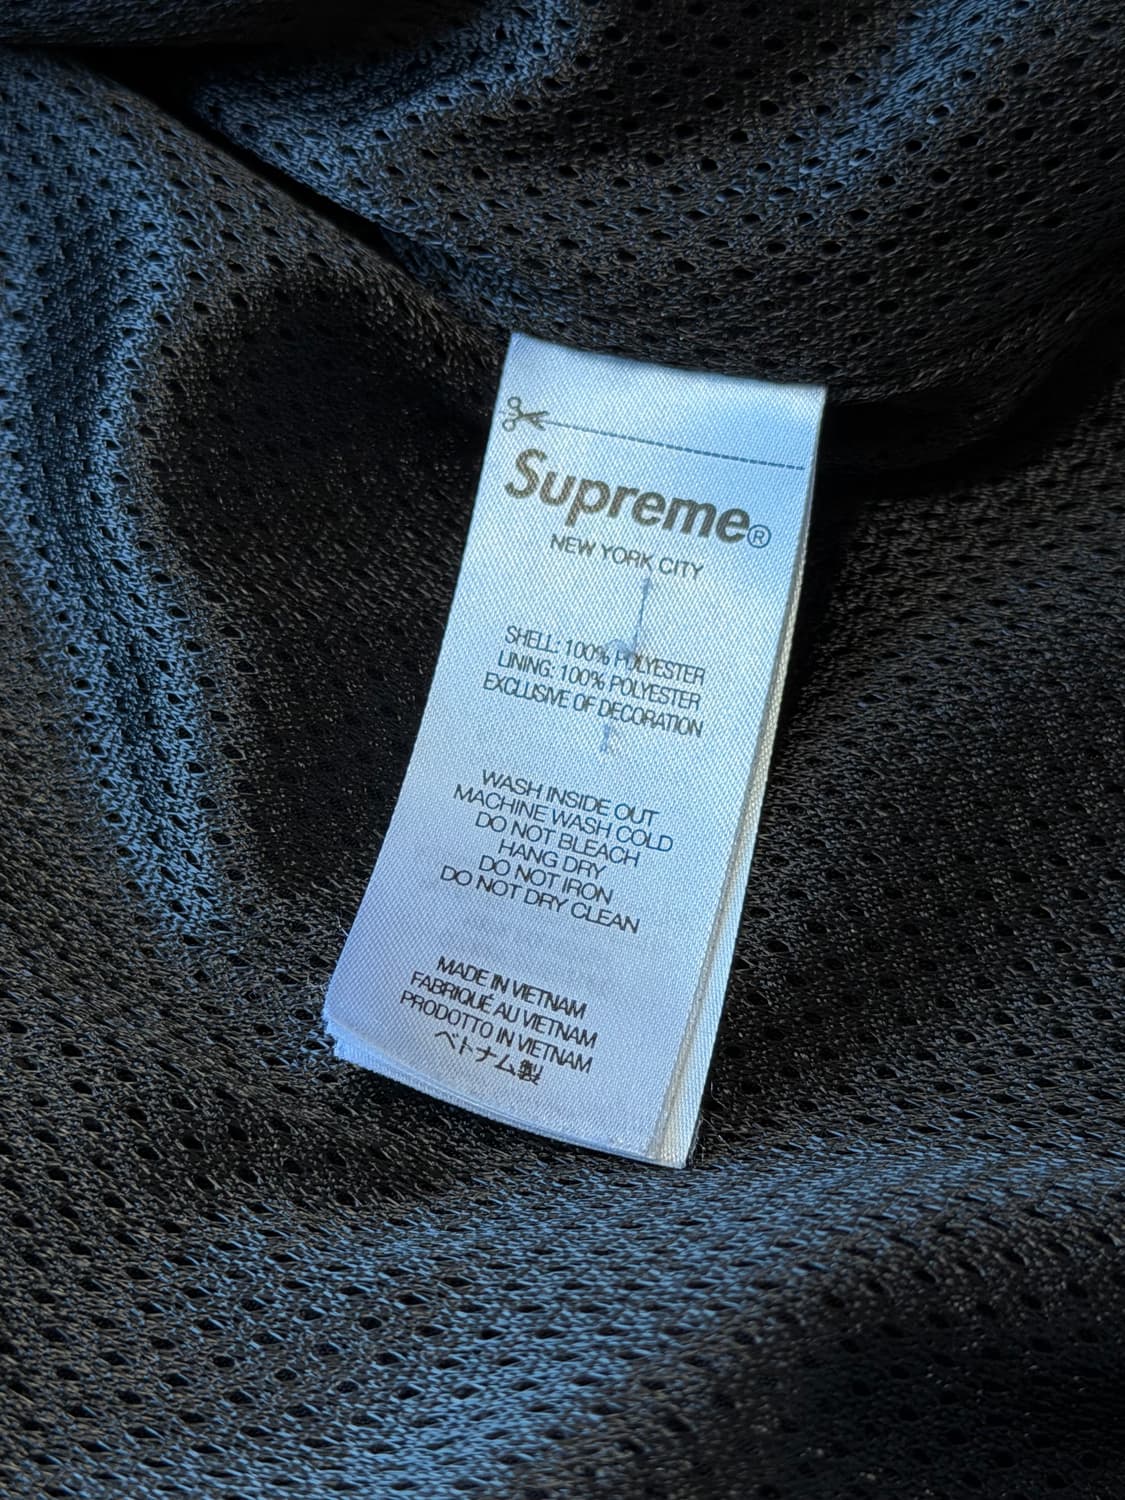 Supreme®
NEW YORK CITY
SHELL: 100% POLYESTER
LINING: 100% POLYESTER
EXCLUSIVE OF DECORATION
WASH INSIDE OUT
MACHINE WASH COLD
DO NOT BLEACH
HANG DRY
DO NOT IRON
DO NOT DRY CLEAN
MADE IN VIETNAM
FABRIQUÉ AU VIETNAM
PRODOTTO IN VIETNAM
ベトナム製